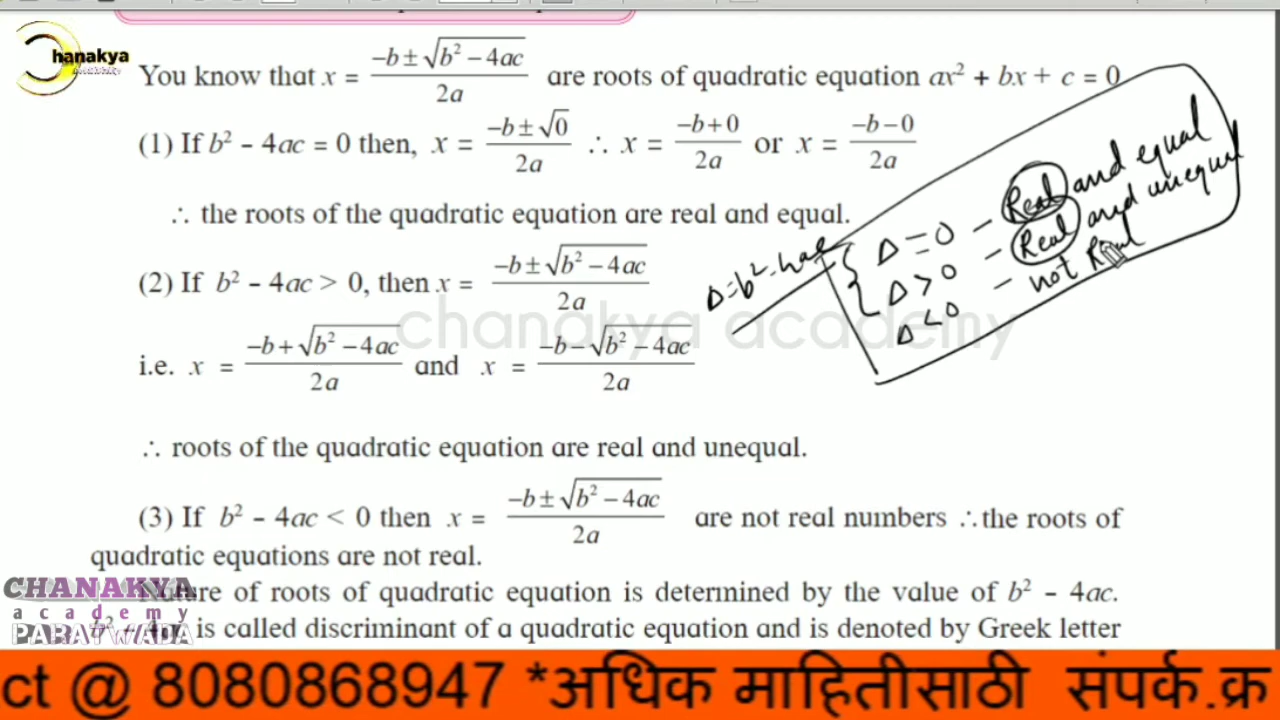 Chanakya
You know that x = (-b ± √(b² - 4ac)) / 2a are roots of quadratic equation ax² + bx + c = 0
(1) If b² - 4ac = 0 then, x = (-b ± √0) / 2a ∴ x = (-b + 0) / 2a or x = (-b - 0) / 2a
∴ the roots of the quadratic equation are real and equal.
(2) If b² - 4ac > 0, then x = (-b ± √(b² - 4ac)) / 2a
i.e. x = (-b + √(b² - 4ac)) / 2a and x = (-b - √(b² - 4ac)) / 2a
∴ roots of the quadratic equation are real and unequal.
(3) If b² - 4ac < 0 then x = (-b ± √(b² - 4ac)) / 2a are not real numbers ∴ the roots of
quadratic equations are not real.
Nature of roots of quadratic equation is determined by the value of b² - 4ac.
b² - 4ac is called discriminant of a quadratic equation and is denoted by Greek letter
Δ = b² - 4ac
Δ = 0 - Real and equal
Δ > 0 - Real and unequal
Δ < 0 - not Real
chanakya academy
CHANAKYA
academy
PARATWADA
ct @ 8080868947 *अधिक माहितीसाठी संपर्क.क्र